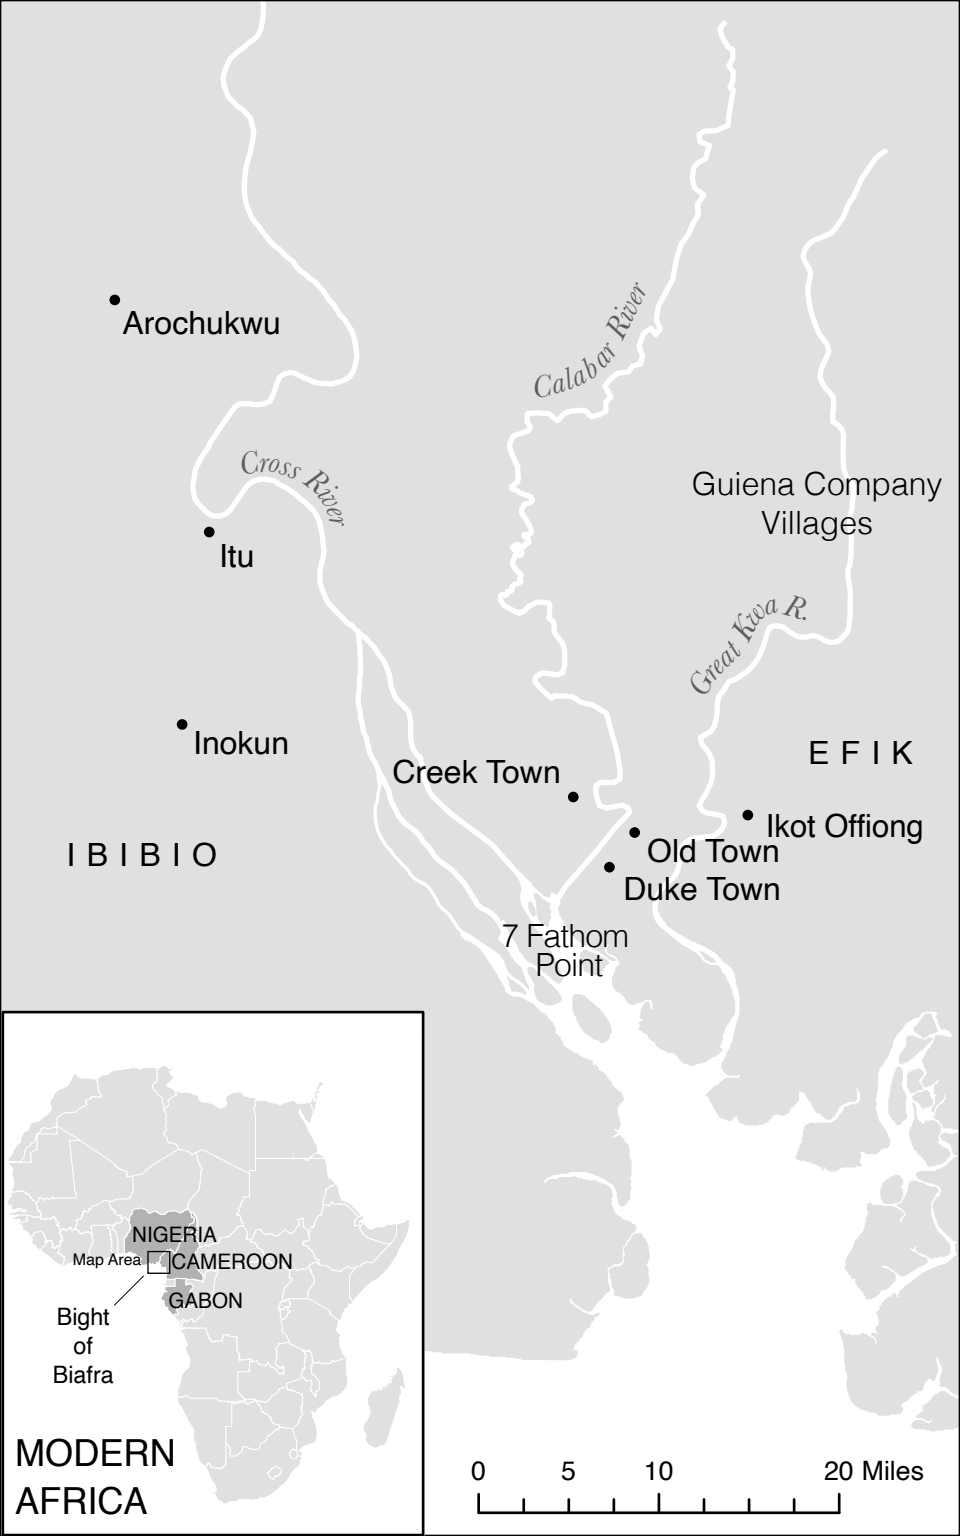 Arochukwu
Calabar River
Cross River
Guiena Company
Villages
Itu
Great Kwa R.
Inokun
EFIK
Creek Town
Ikot Offiong
IBIBIO
Old Town
Duke Town
7 Fathom
Point
NIGERIA
Map Area
CAMEROON
GABON
Bight
of
Biafra
MODERN
AFRICA
0 5 10 20 Miles